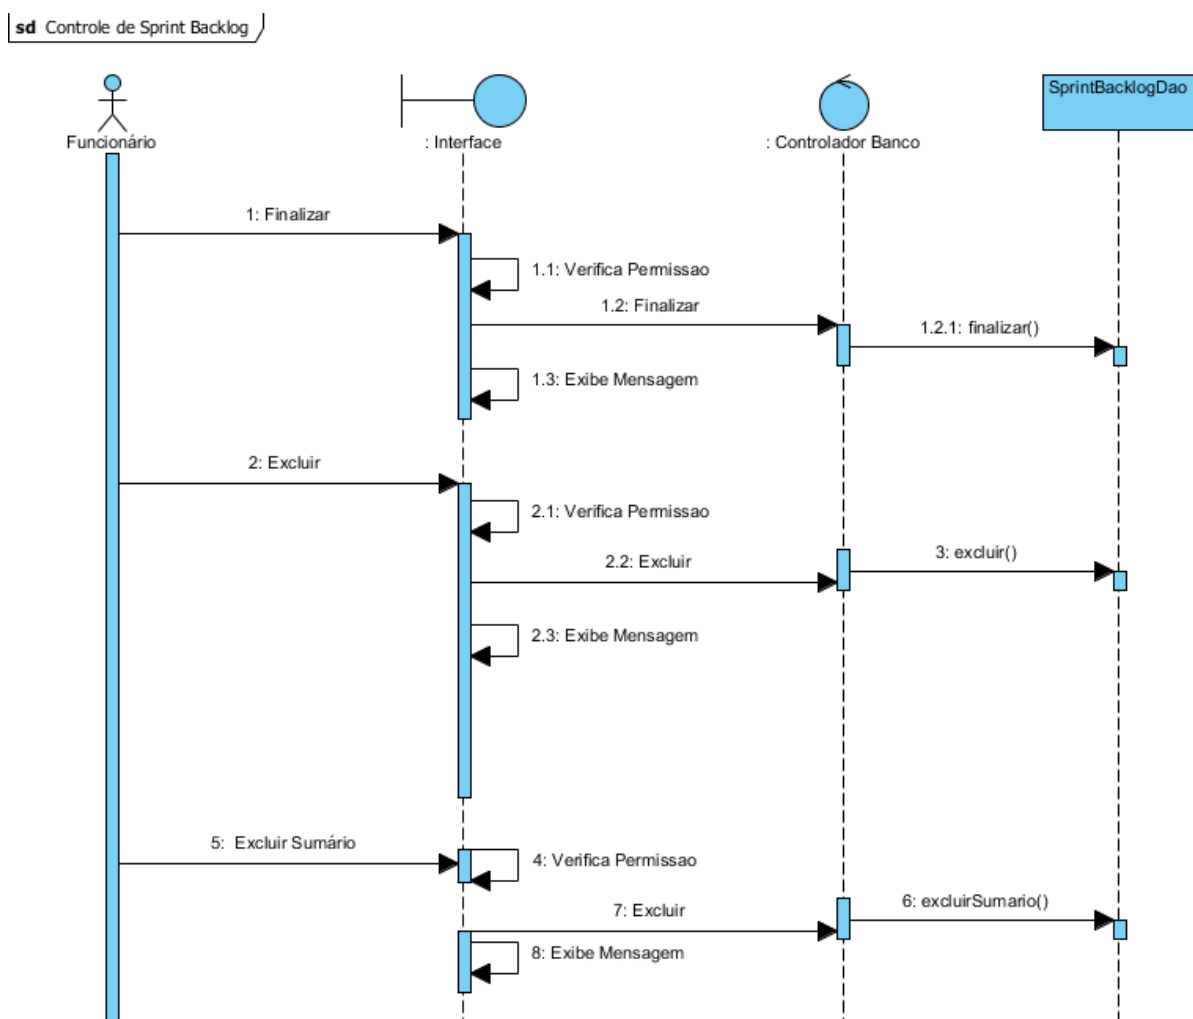 sd Controle de Sprint Backlog
SprintBacklogDao
Funcionário
: Interface
: Controlador Banco
1: Finalizar
1.1: Verifica Permissao
1.2: Finalizar
1.2.1: finalizar()
1.3: Exibe Mensagem
2: Excluir
2.1: Verifica Permissao
2.2: Excluir
3: excluir()
2.3: Exibe Mensagem
5: Excluir Sumário
4: Verifica Permissao
7: Excluir
6: excluirSumario()
8: Exibe Mensagem